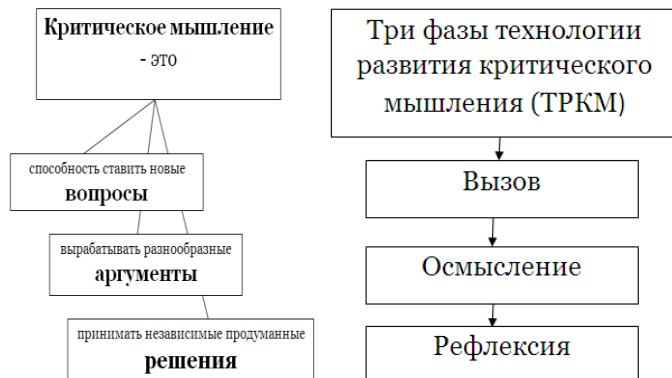 Критическое мышление
- это
способность ставить новые
вопросы
вырабатывать разнообразные
аргументы
принимать независимые продуманные
решения
Три фазы технологии
развития критического
мышления (ТРКМ)
Вызов
Осмысление
Рефлексия